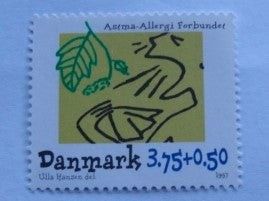 Astma-Allergi Forbundet
Danmark 3.75+0.50
Ulla Hansen del. 1997